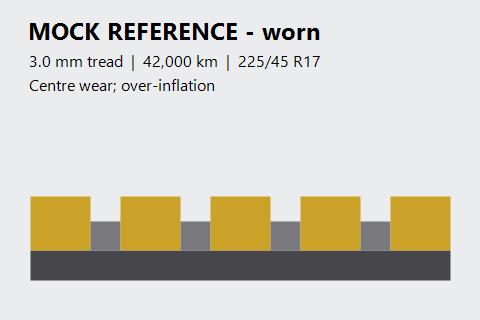 MOCK REFERENCE - worn
3.0 mm tread | 42,000 km | 225/45 R17
Centre wear; over-inflation